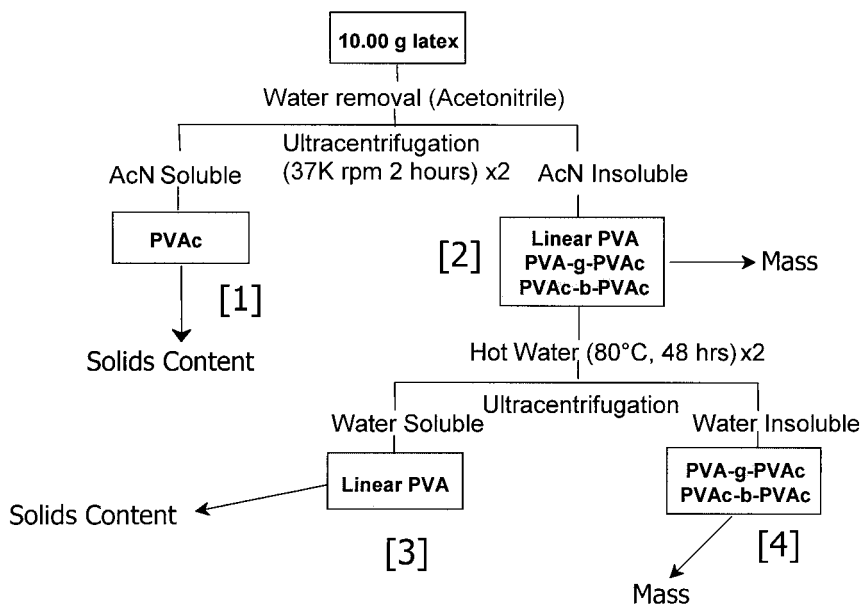 10.00 g latex
Water removal (Acetonitrile)
Ultracentrifugation
(37K rpm 2 hours) x2
AcN Soluble
AcN Insoluble
PVAc
[1]
Solids Content
[2]
Linear PVA
PVA-g-PVAc
PVAc-b-PVAc
Mass
Hot Water (80°C, 48 hrs) x2
Ultracentrifugation
Water Soluble
Water Insoluble
Linear PVA
Solids Content
[3]
PVA-g-PVAc
PVAc-b-PVAc
[4]
Mass